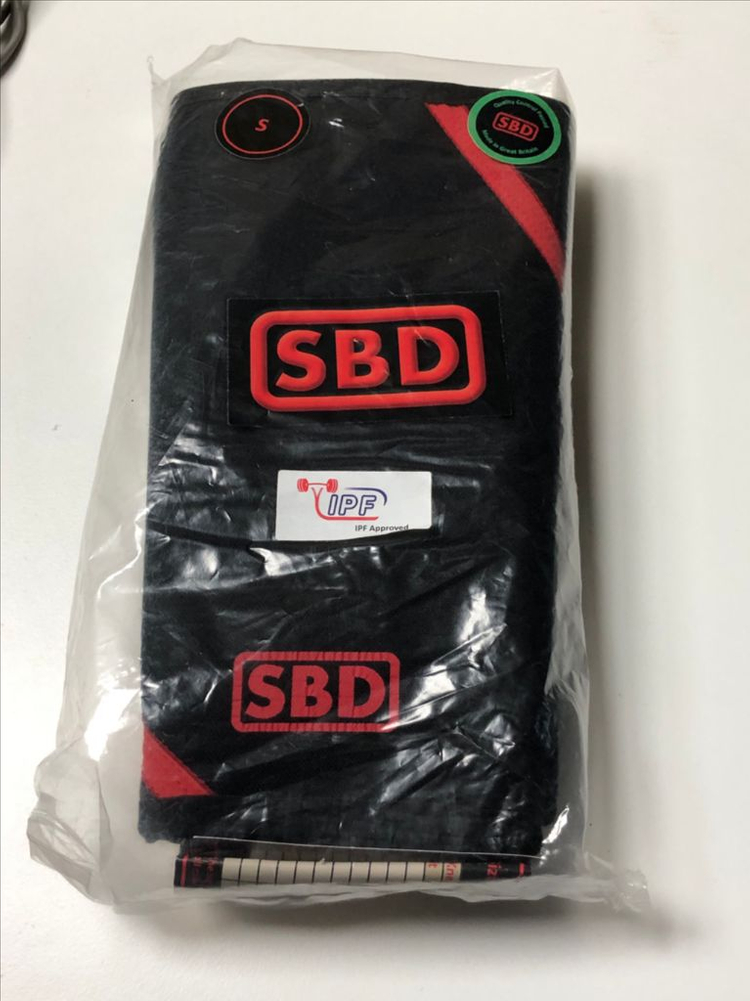 S
Quality Control Passed
SBD
Made in Great Britain
SBD
IPF
IPF Approved
SBD